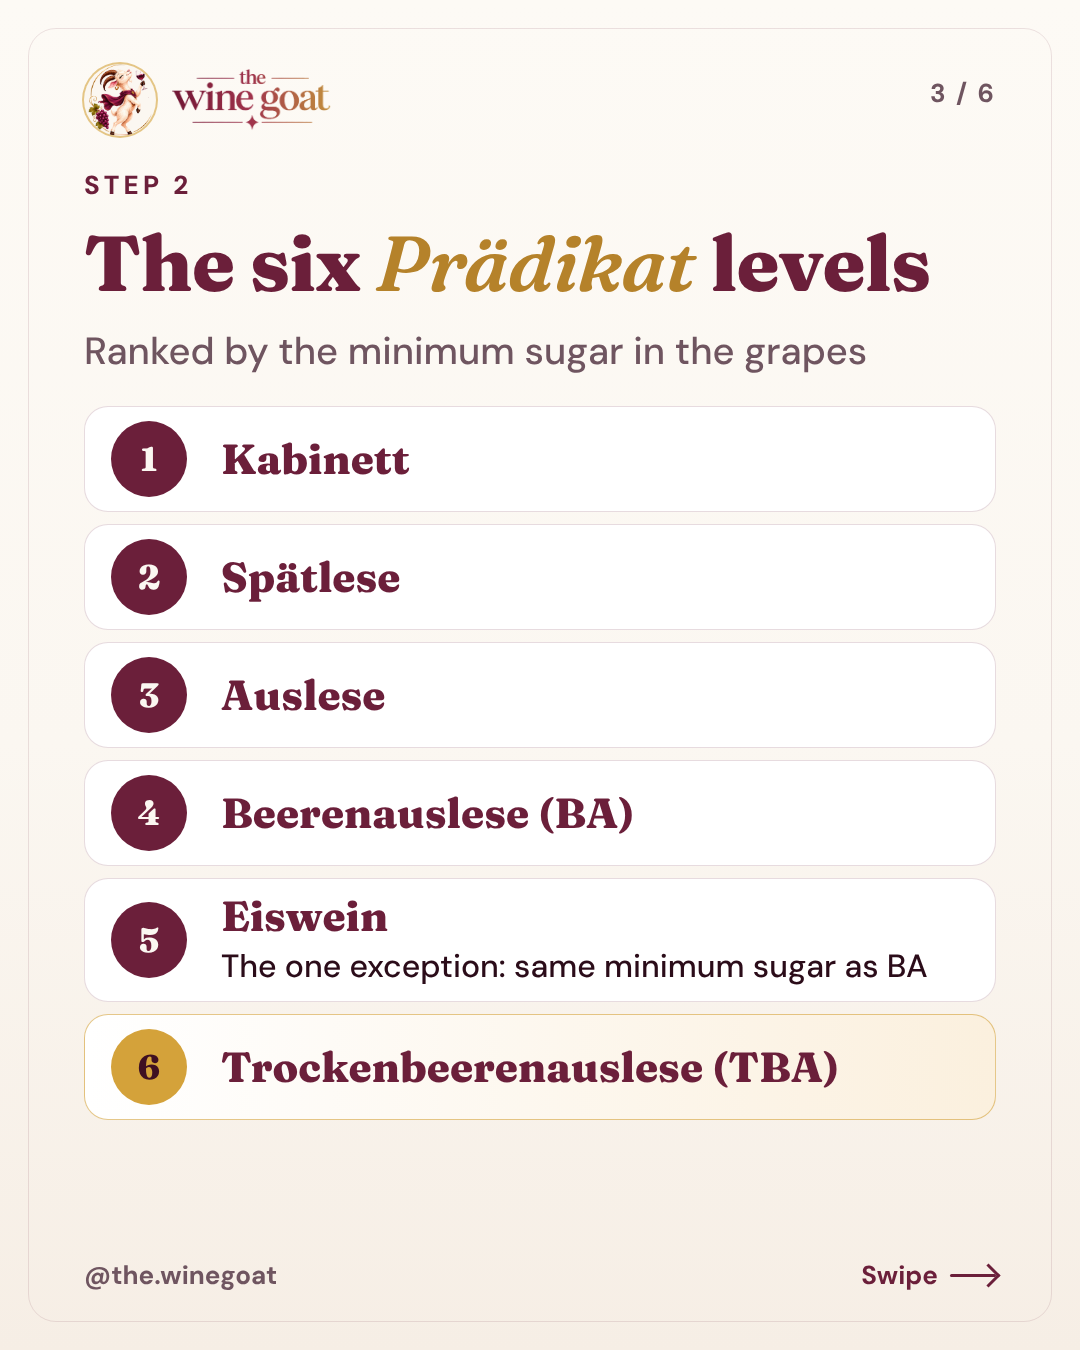 the
wine goat
3 / 6
STEP 2
The six Prädikat levels
Ranked by the minimum sugar in the grapes
1 Kabinett
2 Spätlese
3 Auslese
4 Beerenauslese (BA)
5 Eiswein
The one exception: same minimum sugar as BA
6 Trockenbeerenauslese (TBA)
@the.winegoat
Swipe